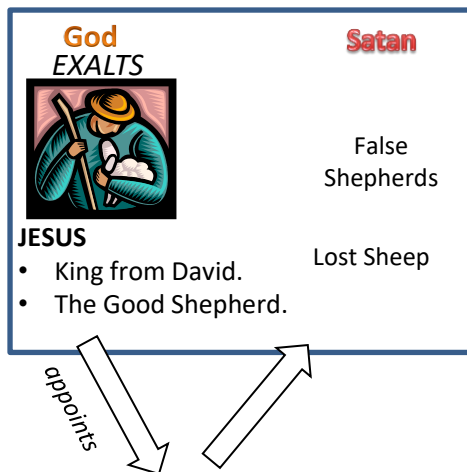 God
EXALTS
Satan
False
Shepherds
JESUS
• King from David.
• The Good Shepherd.
Lost Sheep
appoints